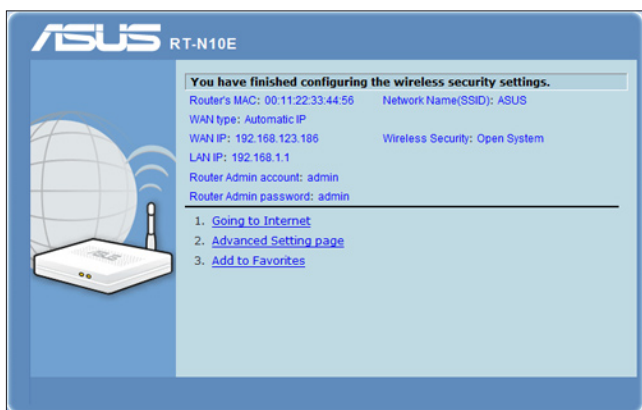 ASUS RT-N10E
You have finished configuring the wireless security settings.
Router's MAC: 00:11:22:33:44:56 Network Name(SSID): ASUS
WAN type: Automatic IP
WAN IP: 192.168.123.186 Wireless Security: Open System
LAN IP: 192.168.1.1
Router Admin account: admin
Router Admin password: admin
1. Going to Internet
2. Advanced Setting page
3. Add to Favorites
ASUS